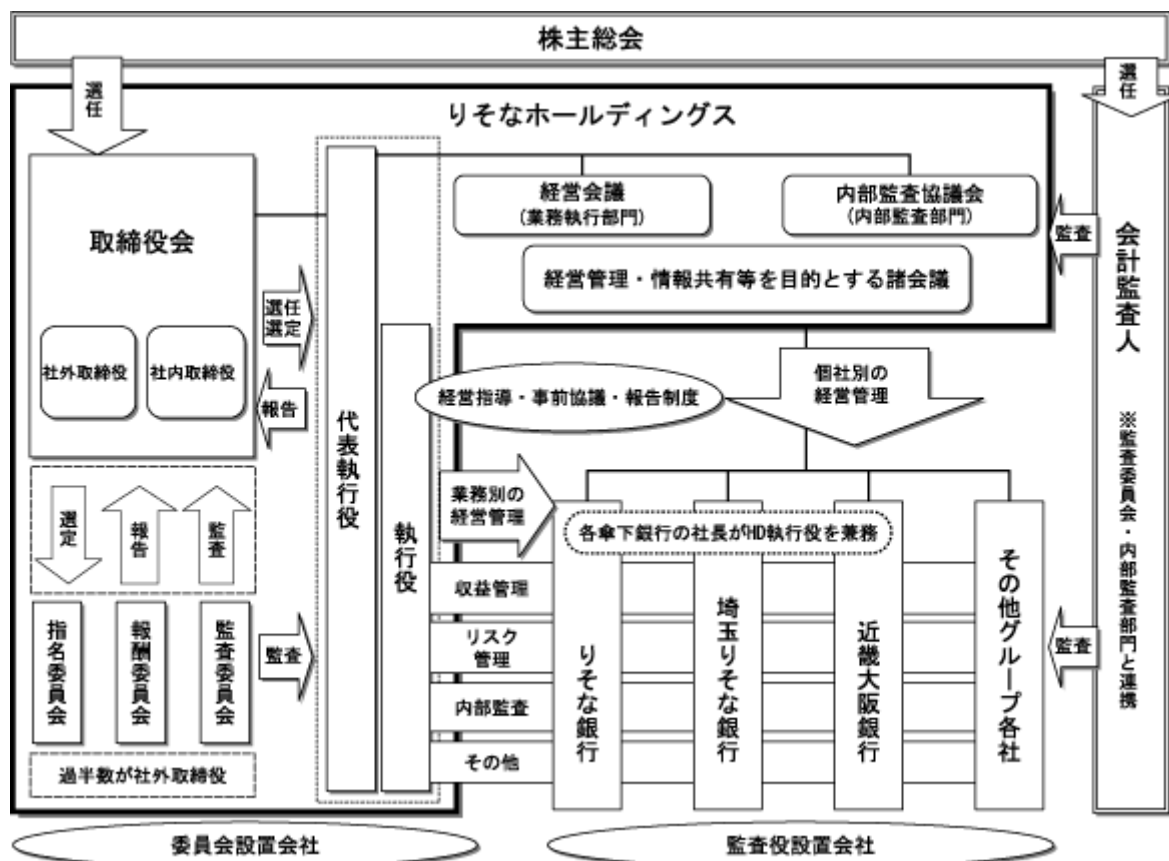 株主総会
選任
選任
りそなホールディングス
取締役会
社外取締役
社内取締役
選任
選定
報告
選定
報告
監査
指名委員会
報酬委員会
監査委員会
過半数が社外取締役
監査
代表執行役
執行役
経営会議
(業務執行部門)
内部監査協議会
(内部監査部門)
経営管理・情報共有等を目的とする諸会議
経営指導・事前協議・報告制度
個社別の
経営管理
業務別の
経営管理
各傘下銀行の社長がHD執行役を兼務
収益管理
リスク
管理
内部監査
その他
りそな銀行
埼玉りそな銀行
近畿大阪銀行
その他グループ各社
監査
監査
会計監査人
※監査委員会・内部監査部門と連携
委員会設置会社
監査役設置会社